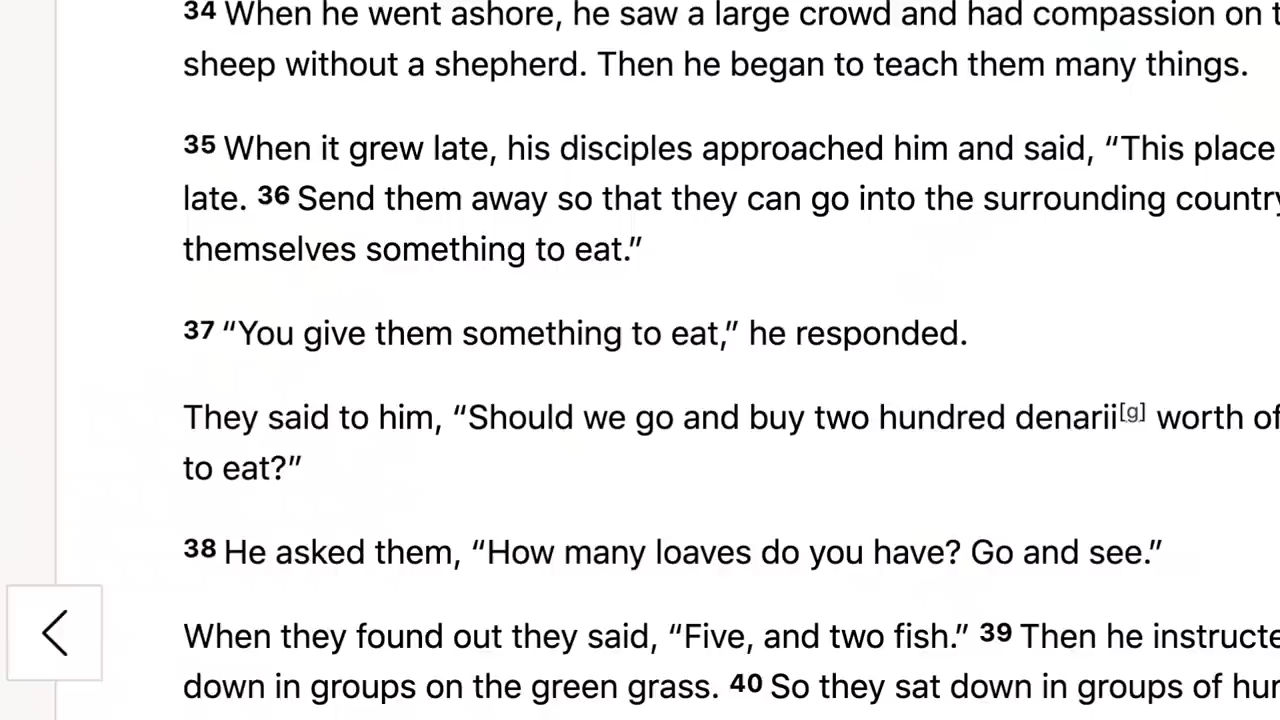 34 When he went ashore, he saw a large crowd and had compassion on
sheep without a shepherd. Then he began to teach them many things.
35 When it grew late, his disciples approached him and said, “This place
late. 36 Send them away so that they can go into the surrounding country
themselves something to eat.”
37 “You give them something to eat,” he responded.
They said to him, “Should we go and buy two hundred denarii[g] worth of
to eat?”
38 He asked them, “How many loaves do you have? Go and see.”
When they found out they said, “Five, and two fish.” 39 Then he instructe
down in groups on the green grass. 40 So they sat down in groups of hun